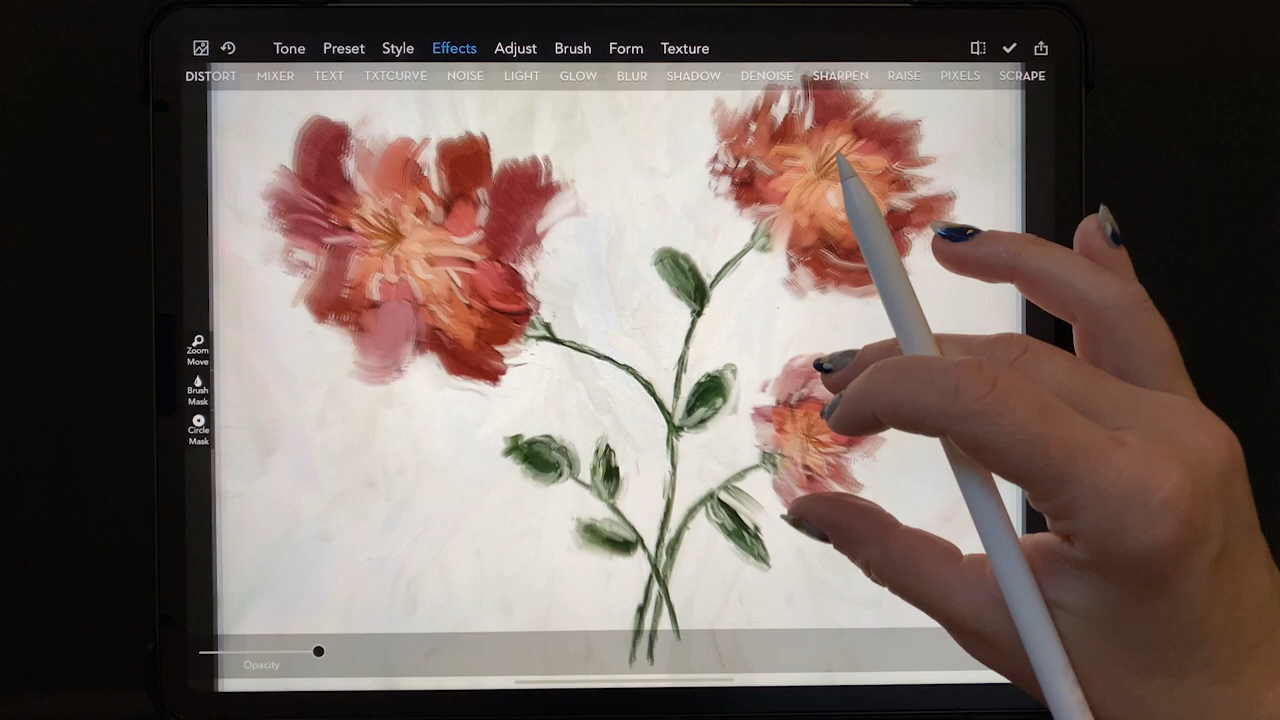 Tone Preset Style Effects Adjust Brush Form Texture
DISTORT MIXER TEXT TXTCURVE NOISE LIGHT GLOW BLUR SHADOW DENOISE SHARPEN RAISE PIXELS SCRAPE
Zoom
Move
Brush
Mask
Circle
Mask
Opacity